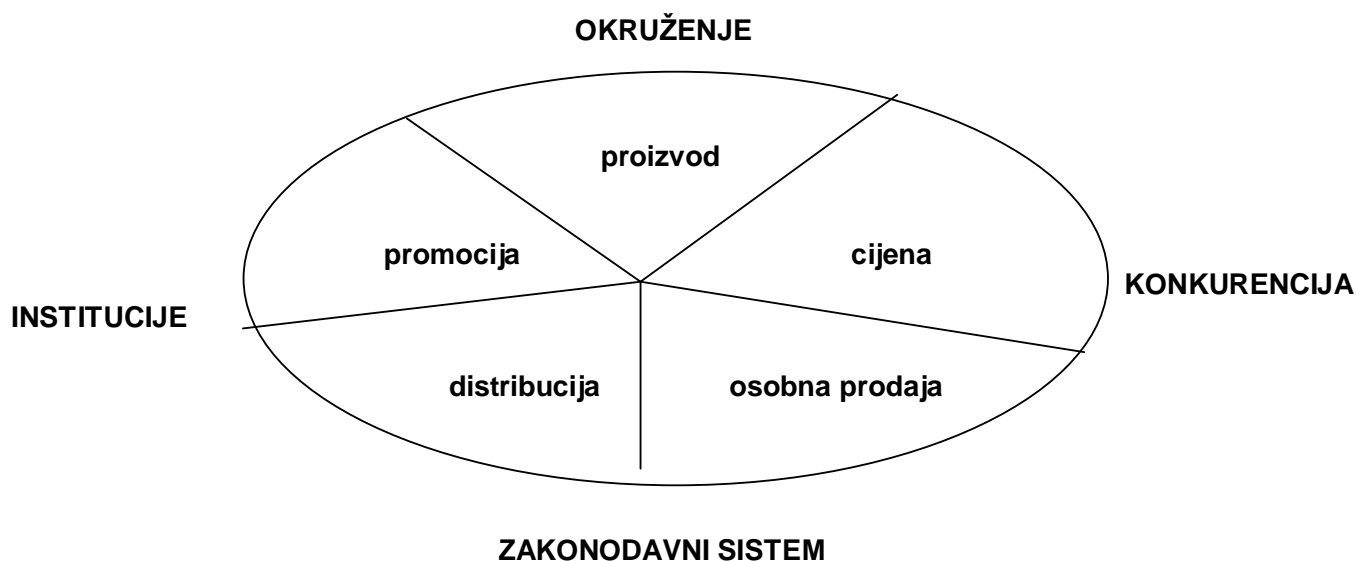 OKRUŽENJE
proizvod
promocija
cijena
KONKURENCIJA
INSTITUCIJE
distribucija
osobna prodaja
ZAKONODAVNI SISTEM